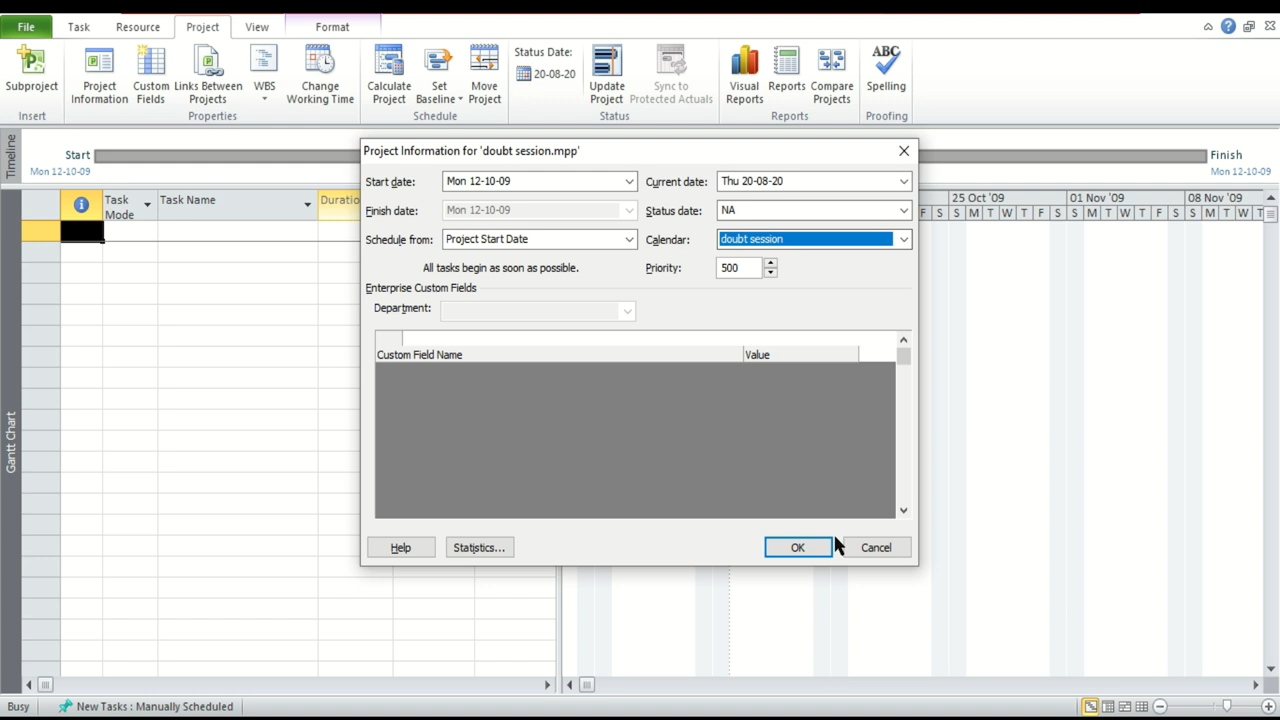 File Task Resource Project View Format
Subproject
Project Information
Custom Fields
Links Between Projects
WBS
Change Working Time
Calculate Project
Set Baseline
Move Project
Status Date:
20-08-20
Update Project
Sync to Protected Actuals
Visual Reports
Reports
Compare Projects
ABC
Spelling
Insert Properties Schedule Status Reports Proofing
Timeline
Start
Mon 12-10-09
Finish
Mon 12-10-09
Task Mode
Task Name
Duratio
25 Oct '09 01 Nov '09 08 Nov '09
F S S M T W T F S S M T W T F S S M T W T
Gantt Chart
Project Information for 'doubt session.mpp'
Start date: Mon 12-10-09 Current date: Thu 20-08-20
Finish date: Mon 12-10-09 Status date: NA
Schedule from: Project Start Date Calendar: doubt session
All tasks begin as soon as possible. Priority: 500
Enterprise Custom Fields
Department:
Custom Field Name Value
Help Statistics... OK Cancel
Busy New Tasks : Manually Scheduled